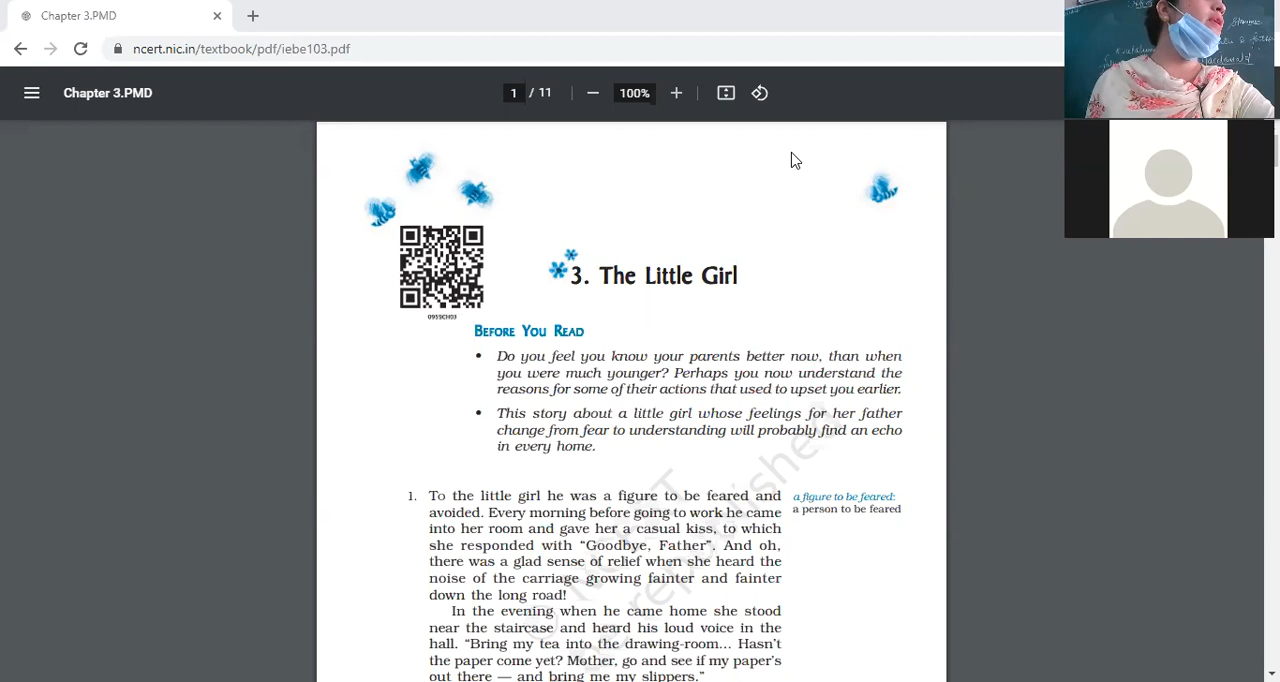 Chapter 3.PMD
ncert.nic.in/textbook/pdf/iebe103.pdf
Chapter 3.PMD
1 / 11
100%
0959CH03
3. The Little Girl
BEFORE YOU READ
• Do you feel you know your parents better now, than when
you were much younger? Perhaps you now understand the
reasons for some of their actions that used to upset you earlier.
• This story about a little girl whose feelings for her father
change from fear to understanding will probably find an echo
in every home.
1. To the little girl he was a figure to be feared and
avoided. Every morning before going to work he came
into her room and gave her a casual kiss, to which
she responded with “Goodbye, Father”. And oh,
there was a glad sense of relief when she heard the
noise of the carriage growing fainter and fainter
down the long road!
a figure to be feared:
a person to be feared
In the evening when he came home she stood
near the staircase and heard his loud voice in the
hall. “Bring my tea into the drawing-room... Hasn’t
the paper come yet? Mother, go and see if my paper’s
out there — and bring me my slippers.”